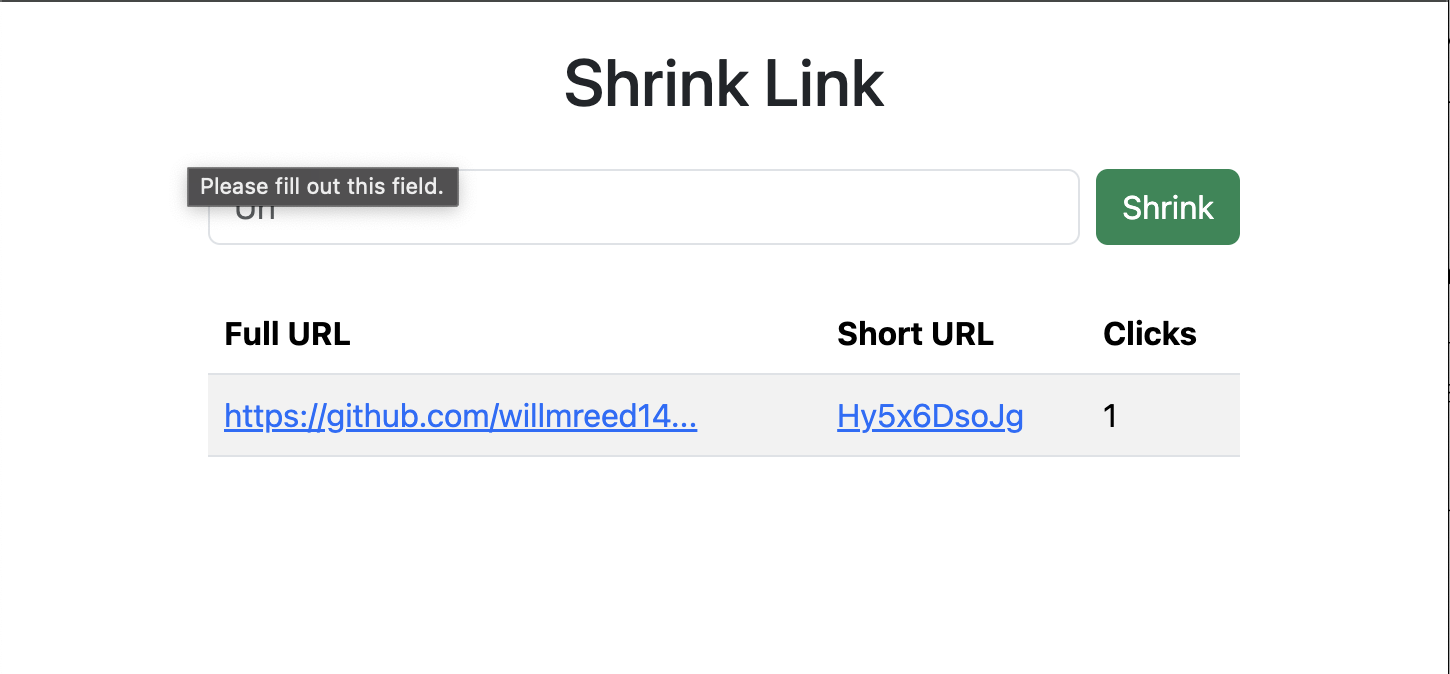 Shrink Link
Please fill out this field.
Shrink
Full URL Short URL Clicks
https://github.com/willmreed14... Hy5x6DsoJg 1